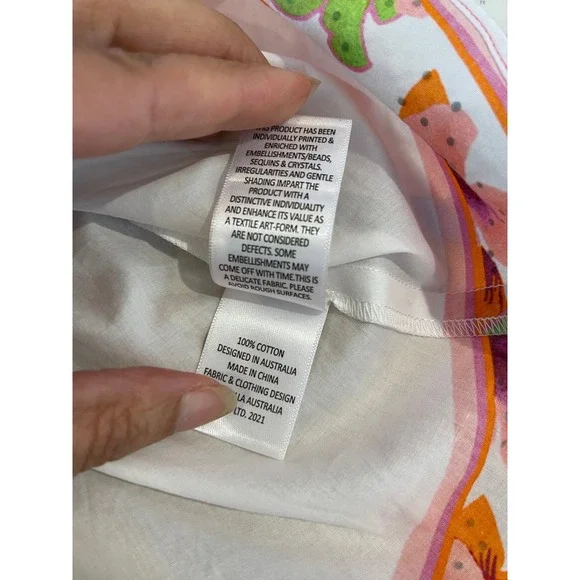 THIS PRODUCT HAS BEEN
INDIVIDUALLY PRINTED &
ENRICHED WITH
EMBELLISHMENTS/BEADS,
SEQUINS & CRYSTALS.
IRREGULARITIES AND GENTLE
SHADING IMPART THE
PRODUCT WITH A
DISTINCTIVE INDIVIDUALITY
AND ENHANCE ITS VALUE AS
A TEXTILE ART-FORM. THEY
ARE NOT CONSIDERED
DEFECTS. SOME
EMBELLISHMENTS MAY
COME OFF WITH TIME.THIS IS
A DELICATE FABRIC. PLEASE
AVOID ROUGH SURFACES.
100% COTTON
DESIGNED IN AUSTRALIA
MADE IN CHINA
FABRIC & CLOTHING DESIGN
LA AUSTRALIA
LTD. 2021